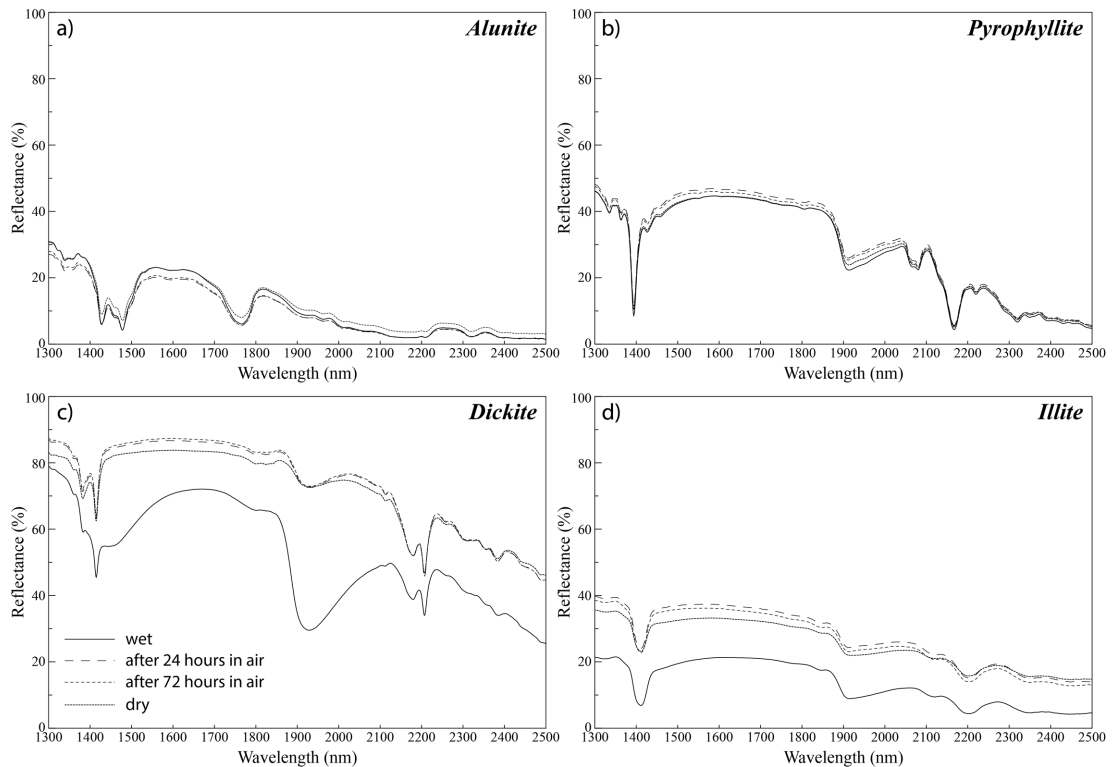 a) Alunite
100
80
60
40
20
0
Reflectance (%)
1300 1400 1500 1600 1700 1800 1900 2000 2100 2200 2300 2400 2500
Wavelength (nm)
b) Pyrophyllite
100
80
60
40
20
0
Reflectance (%)
1300 1400 1500 1600 1700 1800 1900 2000 2100 2200 2300 2400 2500
Wavelength (nm)
c) Dickite
100
80
60
40
20
0
Reflectance (%)
wet
after 24 hours in air
after 72 hours in air
dry
1300 1400 1500 1600 1700 1800 1900 2000 2100 2200 2300 2400 2500
Wavelength (nm)
d) Illite
100
80
60
40
20
0
Reflectance (%)
1300 1400 1500 1600 1700 1800 1900 2000 2100 2200 2300 2400 2500
Wavelength (nm)